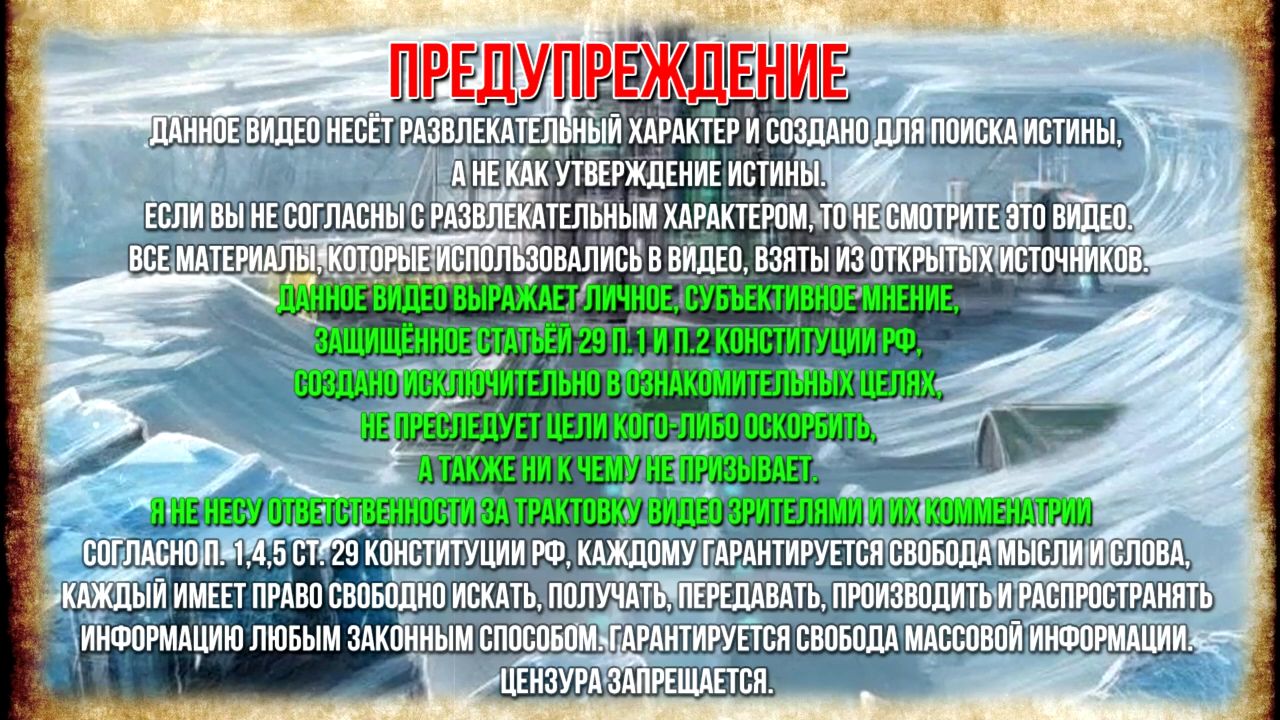 ПРЕДУПРЕЖДЕНИЕ
ДАННОЕ ВИДЕО НЕСЁТ РАЗВЛЕКАТЕЛЬНЫЙ ХАРАКТЕР И СОЗДАНО ДЛЯ ПОИСКА ИСТИНЫ,
А НЕ КАК УТВЕРЖДЕНИЕ ИСТИНЫ.
ЕСЛИ ВЫ НЕ СОГЛАСНЫ С РАЗВЛЕКАТЕЛЬНЫМ ХАРАКТЕРОМ, ТО НЕ СМОТРИТЕ ЭТО ВИДЕО.
ВСЕ МАТЕРИАЛЫ, КОТОРЫЕ ИСПОЛЬЗОВАЛИСЬ В ВИДЕО, ВЗЯТЫ ИЗ ОТКРЫТЫХ ИСТОЧНИКОВ.
ДАННОЕ ВИДЕО ВЫРАЖАЕТ ЛИЧНОЕ, СУБЪЕКТИВНОЕ МНЕНИЕ,
ЗАЩИЩЁННОЕ СТАТЬЁЙ 29 П.1 И П.2 КОНСТИТУЦИИ РФ,
СОЗДАНО ИСКЛЮЧИТЕЛЬНО В ОЗНАКОМИТЕЛЬНЫХ ЦЕЛЯХ,
НЕ ПРЕСЛЕДУЕТ ЦЕЛИ КОГО-ЛИБО ОСКОРБИТЬ,
А ТАКЖЕ НИ К ЧЕМУ НЕ ПРИЗЫВАЕТ.
Я НЕ НЕСУ ОТВЕТСТВЕННОСТИ ЗА ТРАКТОВКУ ВИДЕО ЗРИТЕЛЯМИ И ИХ КОММЕНАТРИИ
СОГЛАСНО П. 1,4,5 СТ. 29 КОНСТИТУЦИИ РФ, КАЖДОМУ ГАРАНТИРУЕТСЯ СВОБОДА МЫСЛИ И СЛОВА,
КАЖДЫЙ ИМЕЕТ ПРАВО СВОБОДНО ИСКАТЬ, ПОЛУЧАТЬ, ПЕРЕДАВАТЬ, ПРОИЗВОДИТЬ И РАСПРОСТРАНЯТЬ
ИНФОРМАЦИЮ ЛЮБЫМ ЗАКОННЫМ СПОСОБОМ. ГАРАНТИРУЕТСЯ СВОБОДА МАССОВОЙ ИНФОРМАЦИИ.
ЦЕНЗУРА ЗАПРЕЩАЕТСЯ.